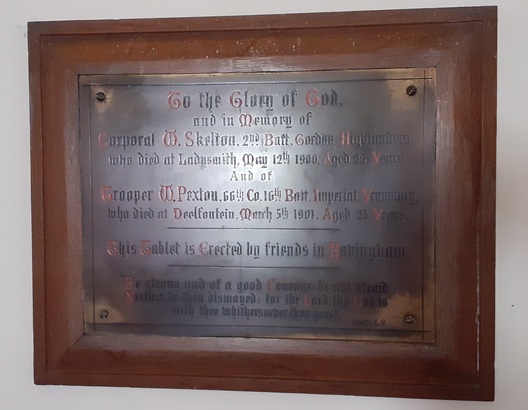 To the Glory of God.
and in Memory of
Corporal W. Skelton, 2nd Batt. Gordon Highlanders,
who died at Ladysmith, May 12th 1900, Aged Years
And of
Trooper W. Pexton, 66th Co. 16th Batt. Imperial Yeomanry,
who died at Deelfontein, March 5th 1901. Aged 25 Years.
This Tablet is Erected by friends in
Be strong and of a good Courage: be not afraid
Neither be thou dismayed: for the Lord thy God is
with thee whithersoever thou goest.